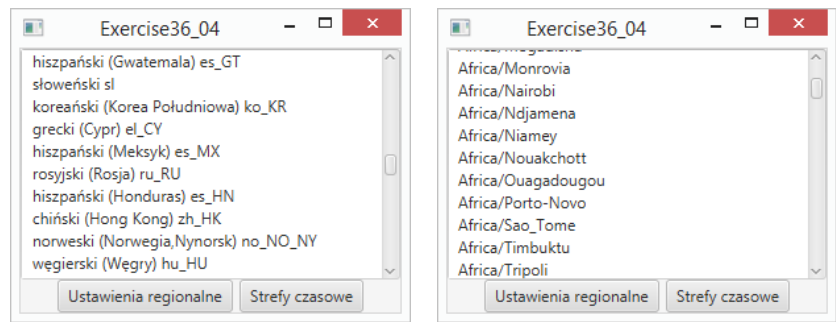 Exercise36_04
hiszpański (Gwatemala) es_GT
słoweński sl
koreański (Korea Południowa) ko_KR
grecki (Cypr) el_CY
hiszpański (Meksyk) es_MX
rosyjski (Rosja) ru_RU
hiszpański (Honduras) es_HN
chiński (Hong Kong) zh_HK
norweski (Norwegia,Nynorsk) no_NO_NY
węgierski (Węgry) hu_HU
Ustawienia regionalne Strefy czasowe
Exercise36_04
Africa/Monrovia
Africa/Nairobi
Africa/Ndjamena
Africa/Niamey
Africa/Nouakchott
Africa/Ouagadougou
Africa/Porto-Novo
Africa/Sao_Tome
Africa/Timbuktu
Africa/Tripoli
Ustawienia regionalne Strefy czasowe